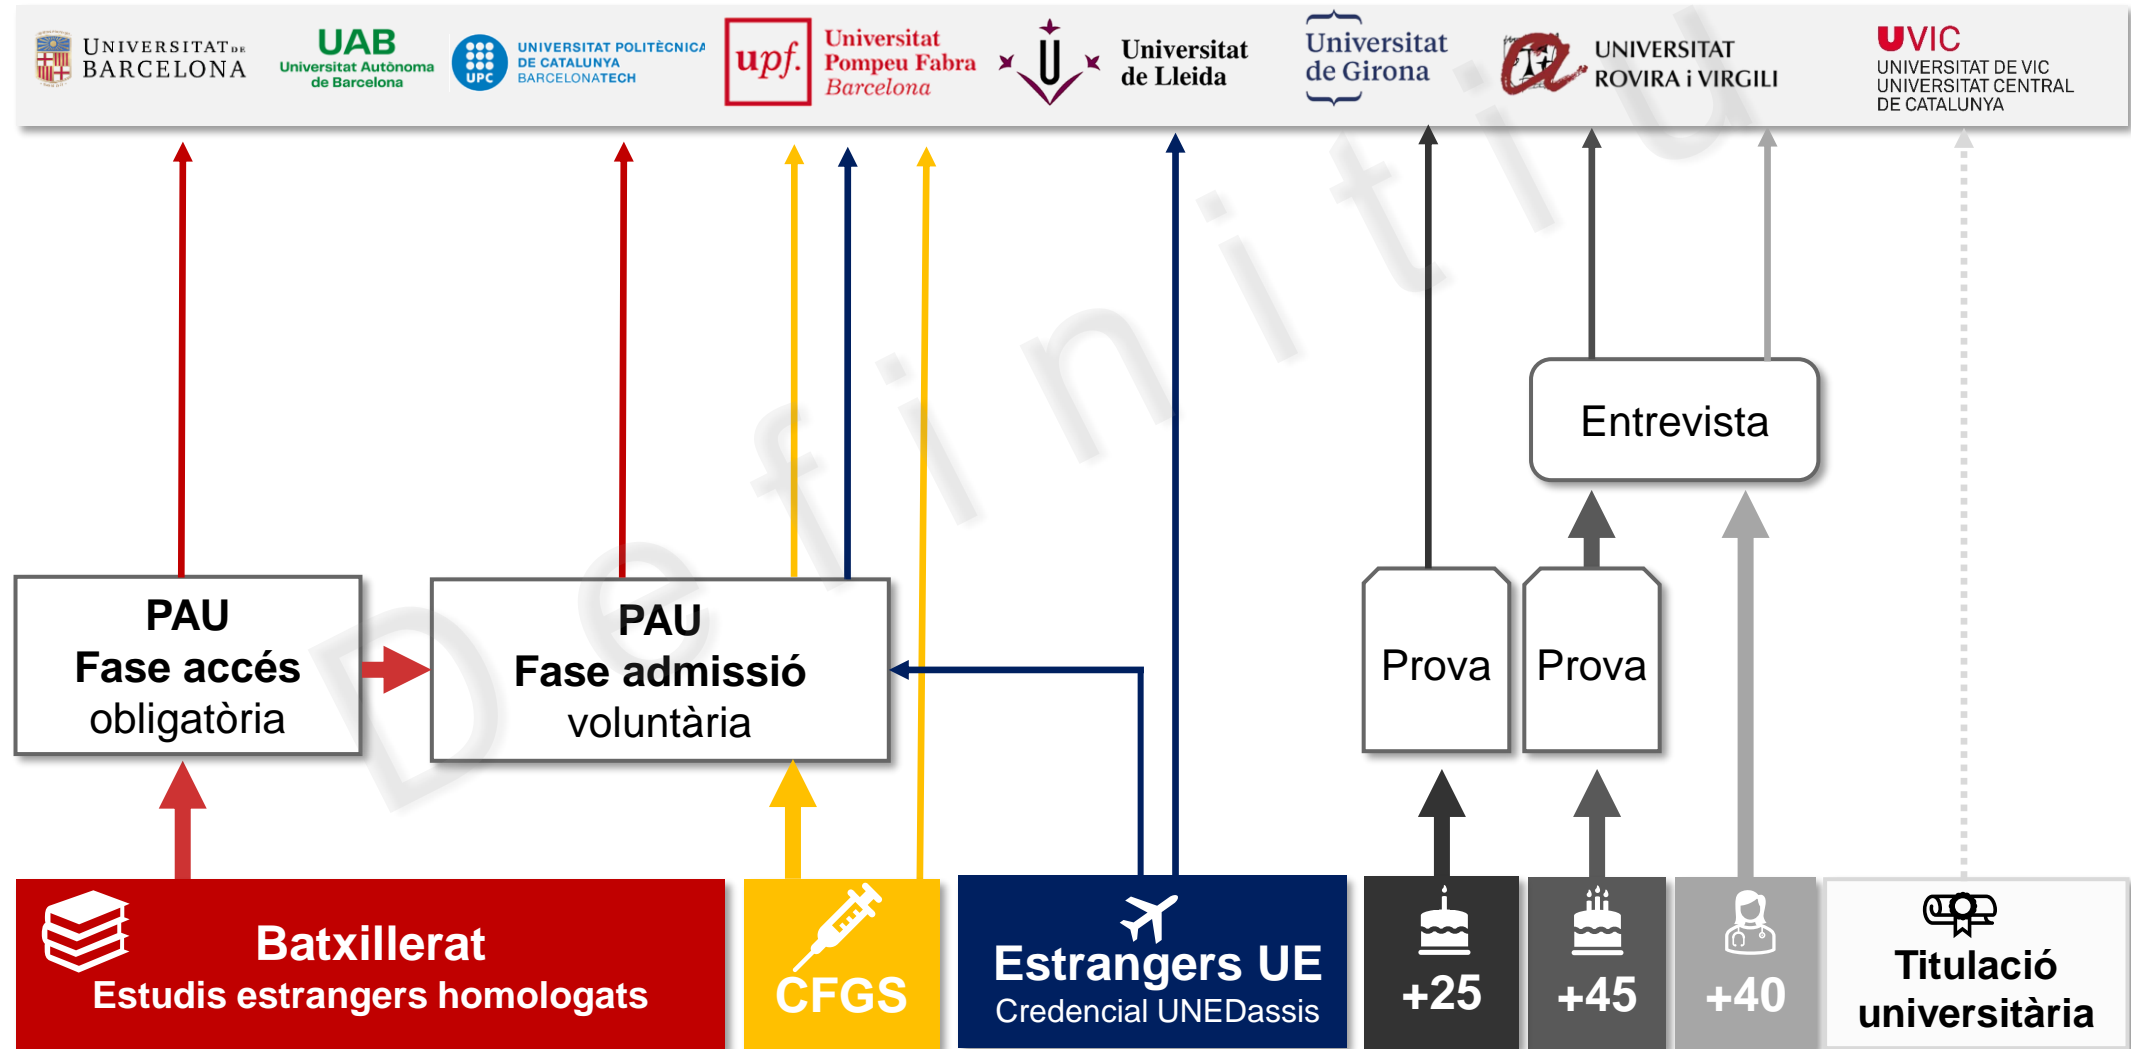 UNIVERSITAT DE
BARCELONA
UAB
Universitat Autònoma
de Barcelona
UPC
UNIVERSITAT POLITÈCNICA
DE CATALUNYA
BARCELONATECH
upf.
Universitat
Pompeu Fabra
Barcelona
Universitat
de Lleida
Universitat
de Girona
UNIVERSITAT
ROVIRA i VIRGILI
UVIC
UNIVERSITAT DE VIC
UNIVERSITAT CENTRAL
DE CATALUNYA
Definitiu
Entrevista
PAU
Fase accés
obligatòria
PAU
Fase admissió
voluntària
Prova
Prova
Batxillerat
Estudis estrangers homologats
CFGS
Estrangers UE
Credencial UNEDassis
+25
+45
+40
Titulació
universitària